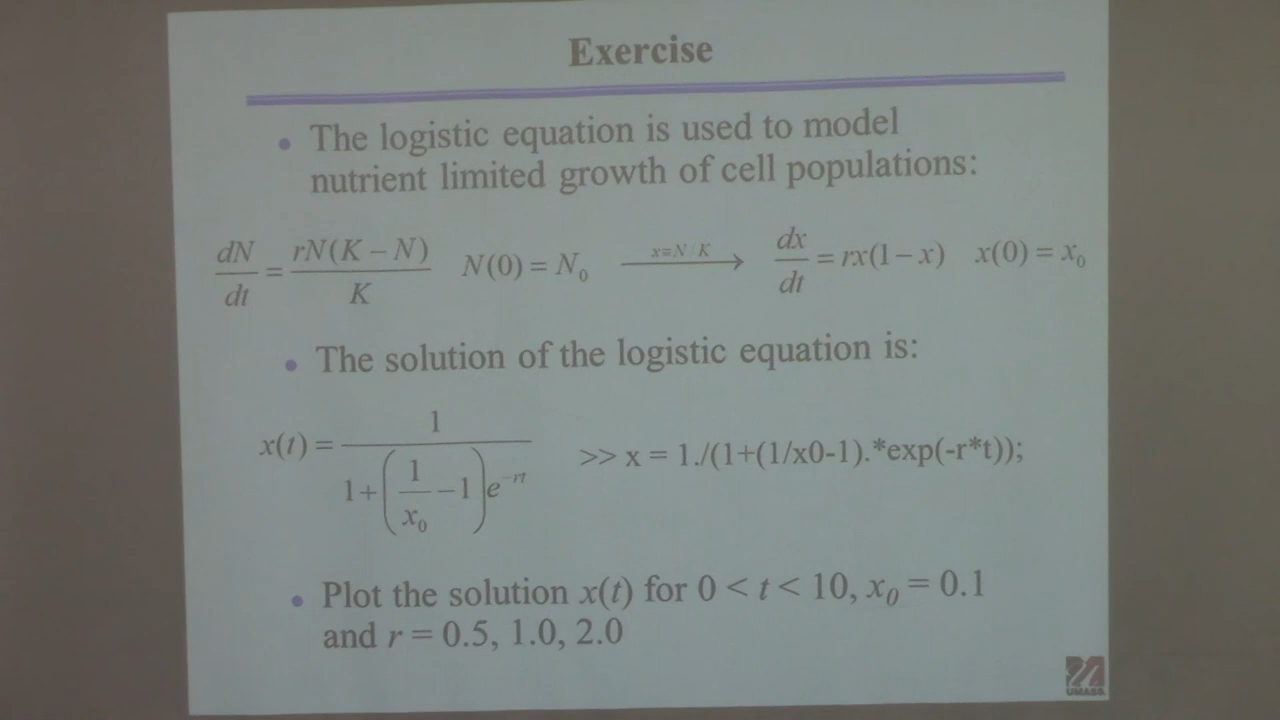 Exercise
• The logistic equation is used to model
nutrient limited growth of cell populations:
dN/dt = rN(K − N)/K   N(0) = N₀   x=N/K →   dx/dt = rx(1 − x)   x(0) = x₀
• The solution of the logistic equation is:
x(t) = 1/(1+(1/x₀ −1)e^−rt)   >> x = 1./(1+(1/x0-1).*exp(-r*t));
• Plot the solution x(t) for 0 < t < 10, x₀ = 0.1
and r = 0.5, 1.0, 2.0
UMASS